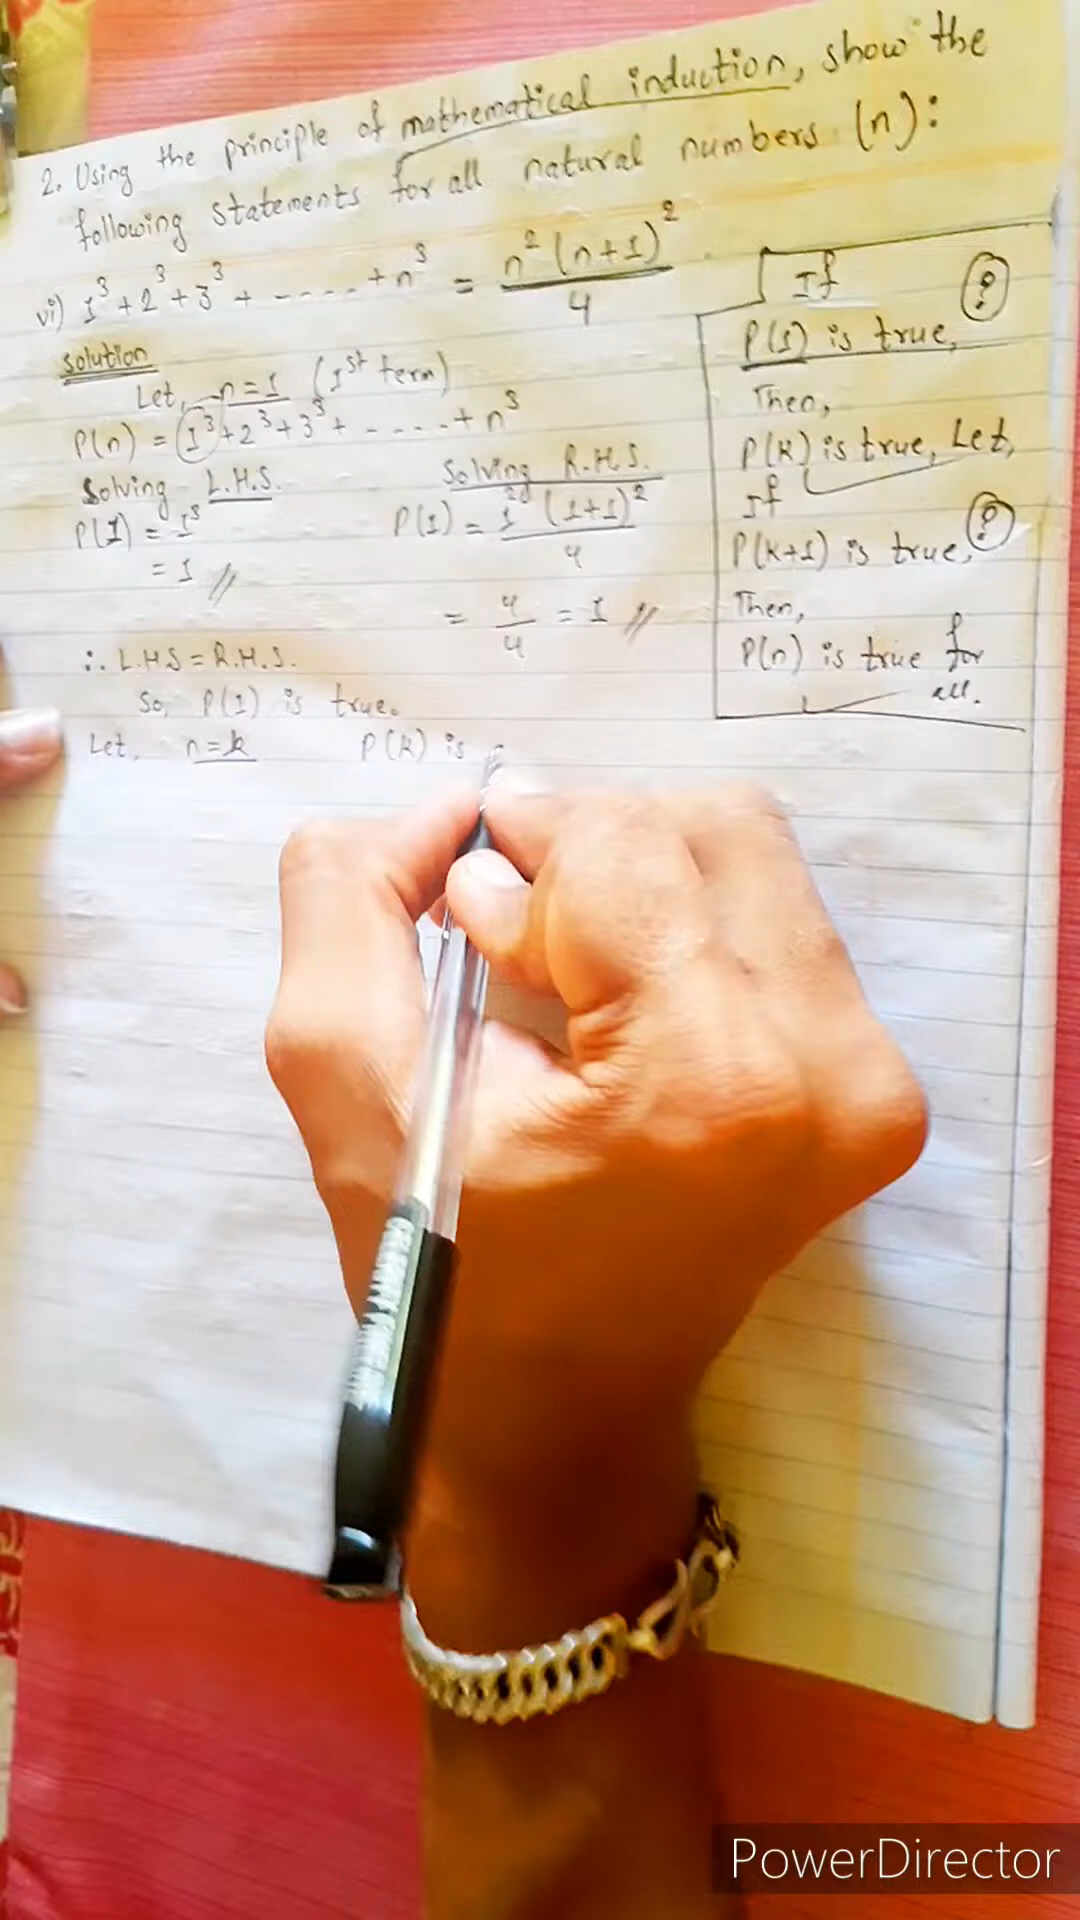 2. Using the principle of mathematical induction, show the
following statements for all natural numbers (n):
vi) 1³ + 2³ + 3³ + ----- + n³ = n²(n+1)²/4
solution
Let, n = 1 (1st term)
P(n) = 1³ + 2³ + 3³ + ----- + n³
Solving L.H.S.
P(1) = 1³
= 1 //
Solving R.H.S.
P(1) = 1²(1+1)²/4
= 4/4 = 1 //
∴ L.H.S = R.H.S.
So, P(1) is true.
Let, n = k P(k) is
If ?
P(1) is true,
Then,
P(k) is true, Let,
If
P(k+1) is true, ?
Then,
P(n) is true for
all.
PowerDirector